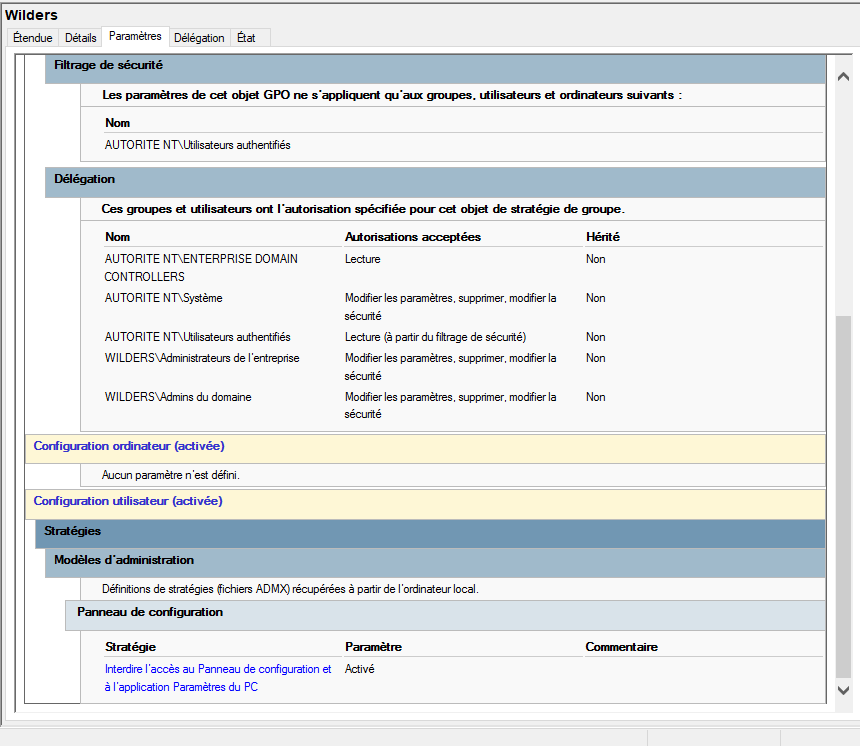 Wilders
Étendue Détails Paramètres Délégation État
Filtrage de sécurité
Les paramètres de cet objet GPO ne s'appliquent qu'aux groupes, utilisateurs et ordinateurs suivants :
Nom
AUTORITE NT\Utilisateurs authentifiés
Délégation
Ces groupes et utilisateurs ont l'autorisation spécifiée pour cet objet de stratégie de groupe.
Nom Autorisations acceptées Hérité
AUTORITE NT\ENTERPRISE DOMAIN Lecture Non
CONTROLLERS
AUTORITE NT\Système Modifier les paramètres, supprimer, modifier la Non
sécurité
AUTORITE NT\Utilisateurs authentifiés Lecture (à partir du filtrage de sécurité) Non
WILDERS\Administrateurs de l'entreprise Modifier les paramètres, supprimer, modifier la Non
sécurité
WILDERS\Admins du domaine Modifier les paramètres, supprimer, modifier la Non
sécurité
Configuration ordinateur (activée)
Aucun paramètre n'est défini.
Configuration utilisateur (activée)
Stratégies
Modèles d'administration
Définitions de stratégies (fichiers ADMX) récupérées à partir de l'ordinateur local.
Panneau de configuration
Stratégie Paramètre Commentaire
Interdire l'accès au Panneau de configuration et Activé
à l'application Paramètres du PC